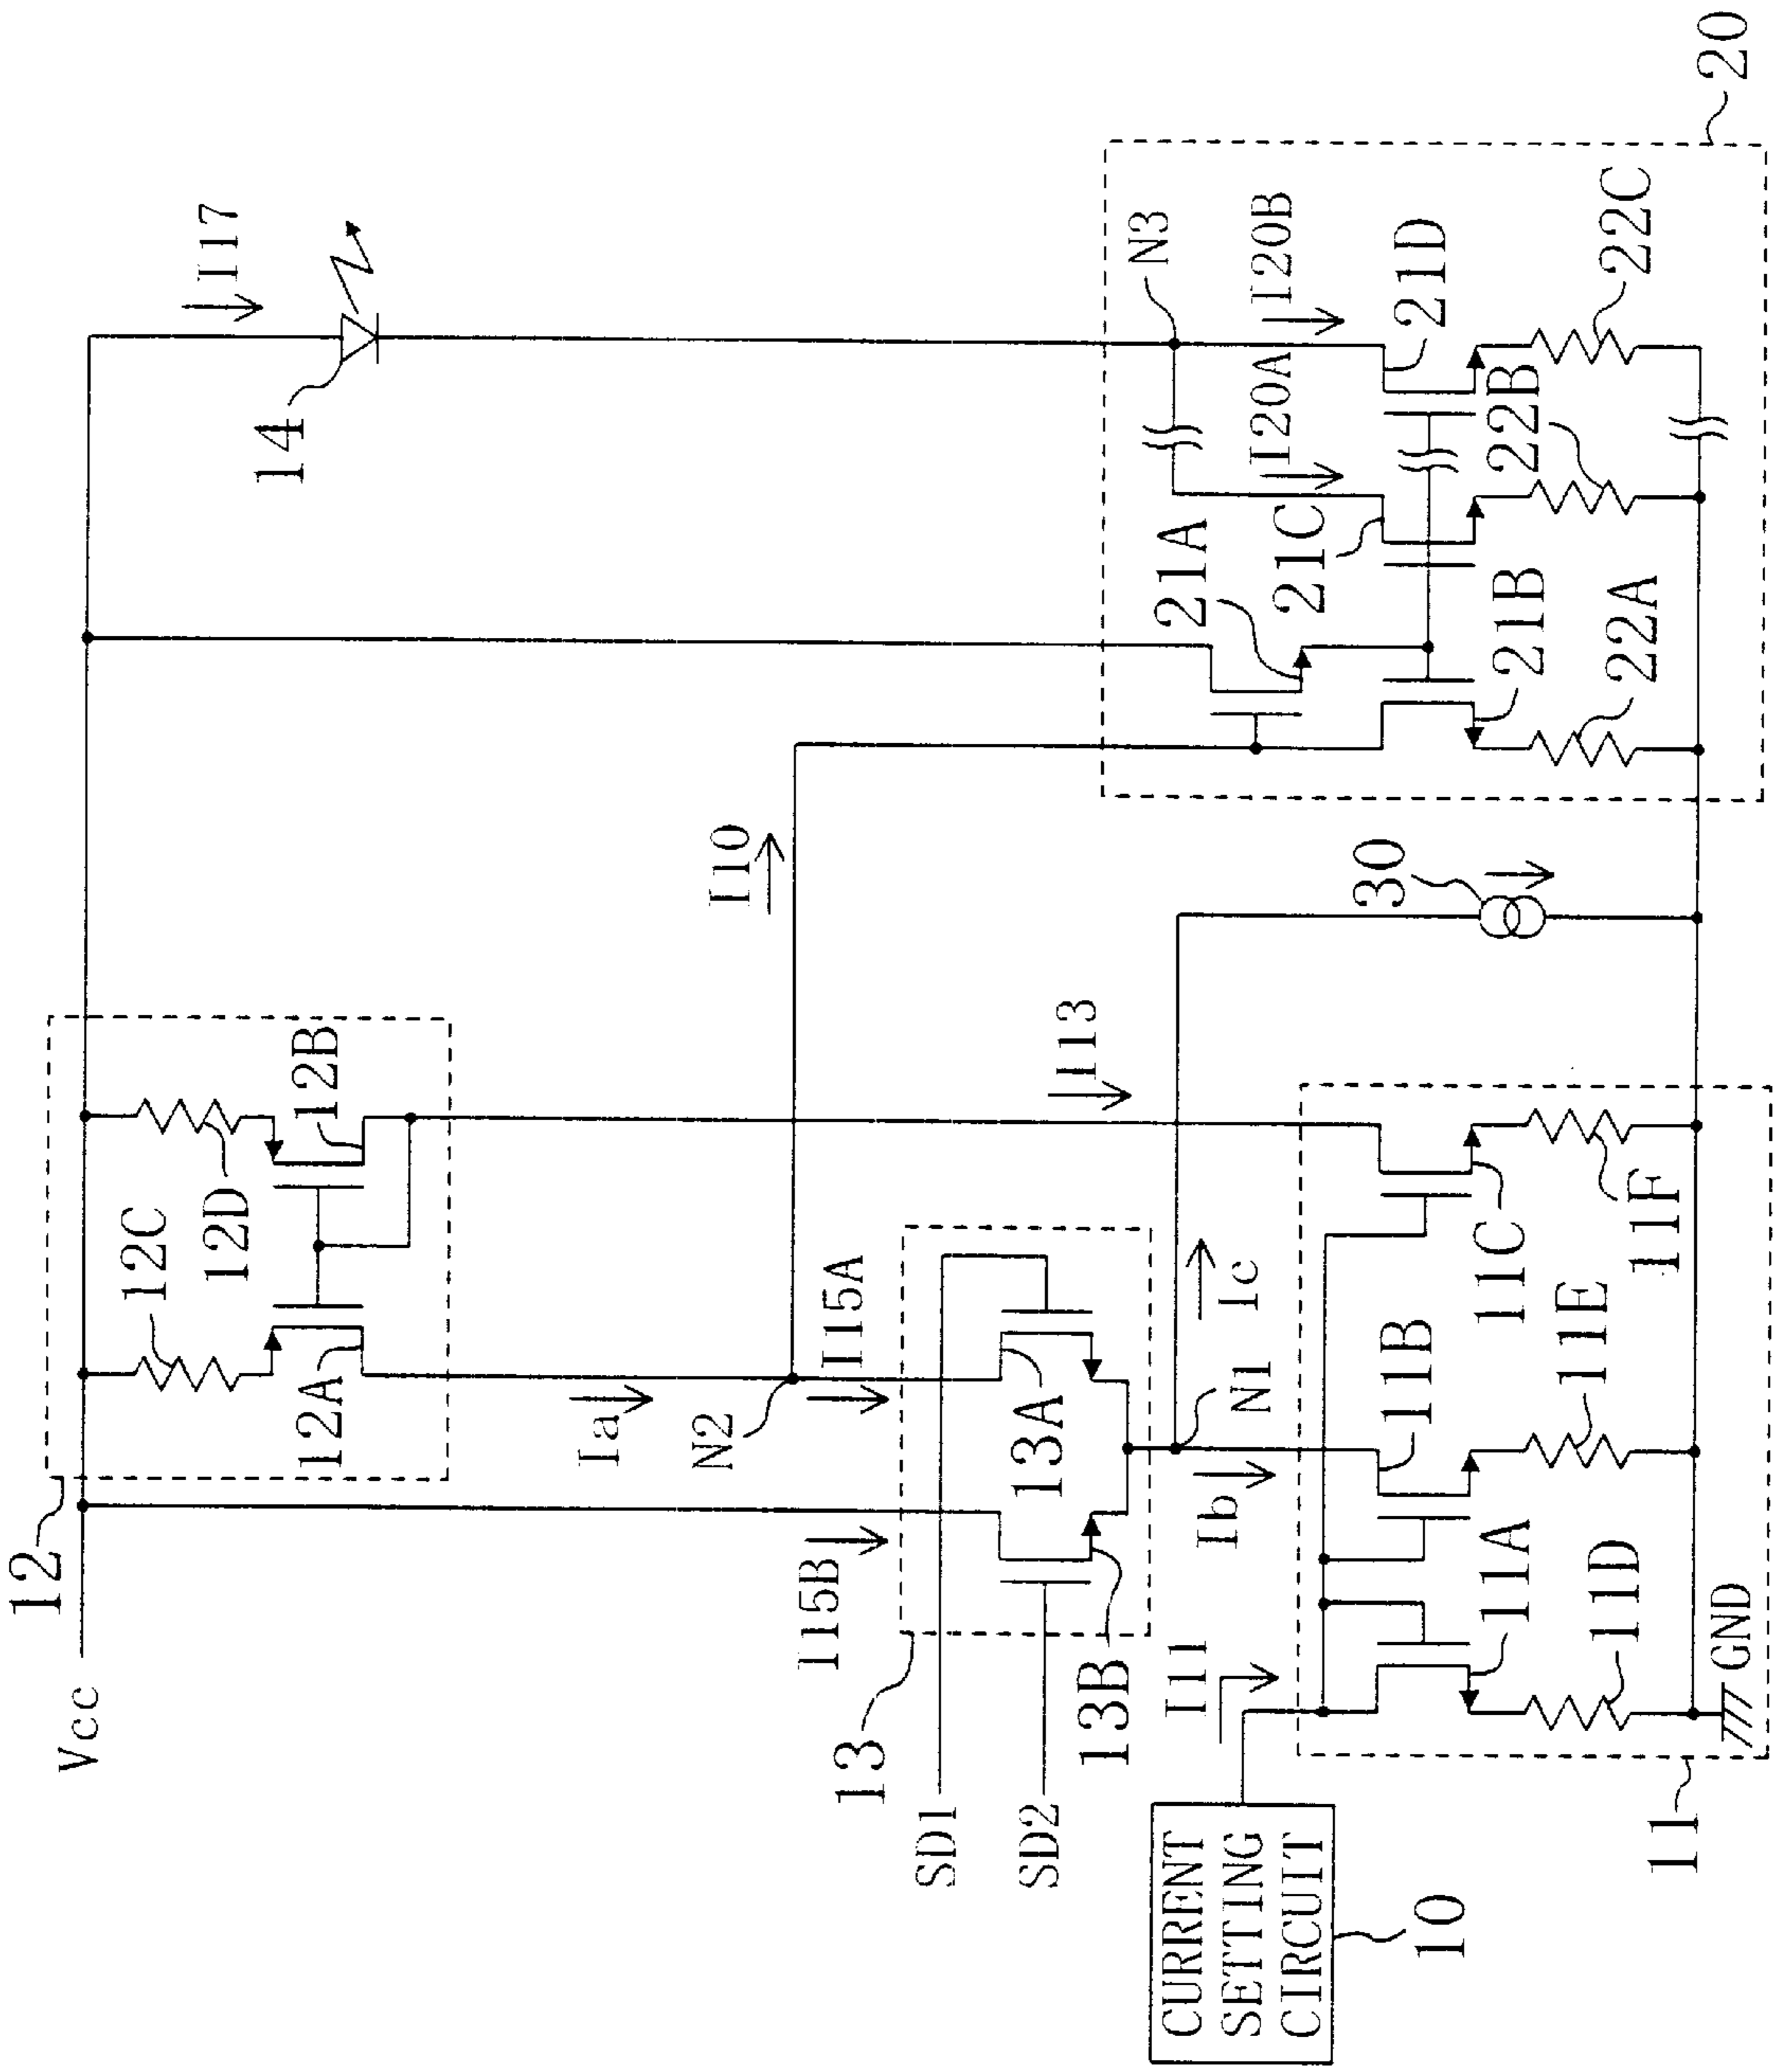 Vcc
12
12C
12D
12A
12B
I17
14
Ia
N2
I10
I15A
I15B
13
13A
13B
SD1
SD2
I13
N1
Ib
Ic
I11
CURRENT
SETTING
CIRCUIT
10
11
11A
11B
11C
11D
11E
11F
GND
30
20
N3
I20A
I20B
21A
21B
21C
21D
22A
22B
22C